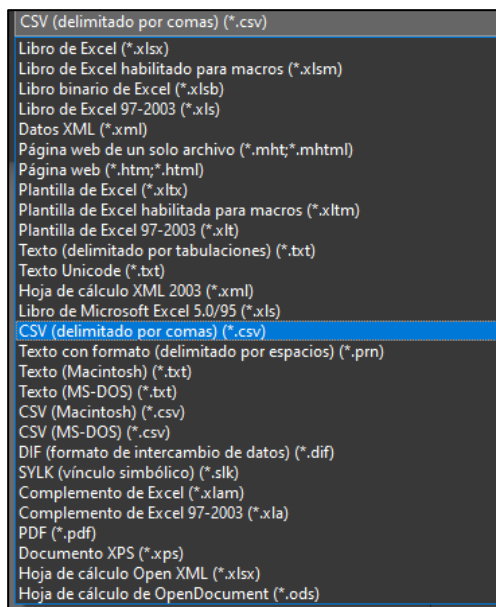 CSV (delimitado por comas) (*.csv)
Libro de Excel (*.xlsx)
Libro de Excel habilitado para macros (*.xlsm)
Libro binario de Excel (*.xlsb)
Libro de Excel 97-2003 (*.xls)
Datos XML (*.xml)
Página web de un solo archivo (*.mht;*.mhtml)
Página web (*.htm;*.html)
Plantilla de Excel (*.xltx)
Plantilla de Excel habilitada para macros (*.xltm)
Plantilla de Excel 97-2003 (*.xlt)
Texto (delimitado por tabulaciones) (*.txt)
Texto Unicode (*.txt)
Hoja de cálculo XML 2003 (*.xml)
Libro de Microsoft Excel 5.0/95 (*.xls)
CSV (delimitado por comas) (*.csv)
Texto con formato (delimitado por espacios) (*.prn)
Texto (Macintosh) (*.txt)
Texto (MS-DOS) (*.txt)
CSV (Macintosh) (*.csv)
CSV (MS-DOS) (*.csv)
DIF (formato de intercambio de datos) (*.dif)
SYLK (vínculo simbólico) (*.slk)
Complemento de Excel (*.xlam)
Complemento de Excel 97-2003 (*.xla)
PDF (*.pdf)
Documento XPS (*.xps)
Hoja de cálculo Open XML (*.xlsx)
Hoja de cálculo de OpenDocument (*.ods)